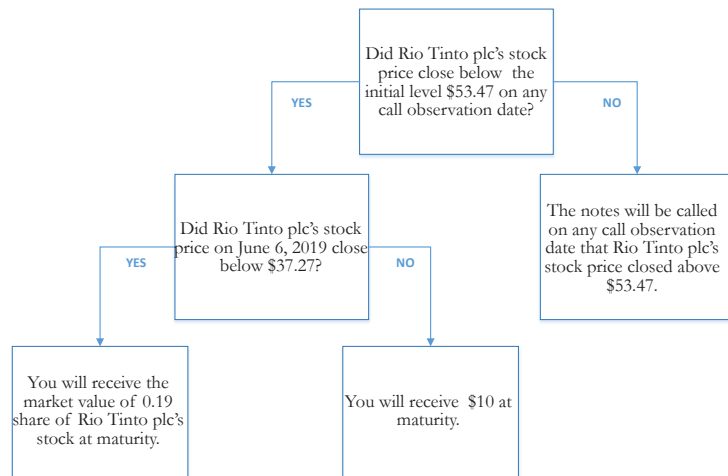 Did Rio Tinto plc’s stock
price close below the
initial level $53.47 on any
call observation date?
YES
NO
Did Rio Tinto plc’s stock
price on June 6, 2019 close
below $37.27?
The notes will be called
on any call observation
date that Rio Tinto plc’s
stock price closed above
$53.47.
YES
NO
You will receive the
market value of 0.19
share of Rio Tinto plc’s
stock at maturity.
You will receive $10 at
maturity.